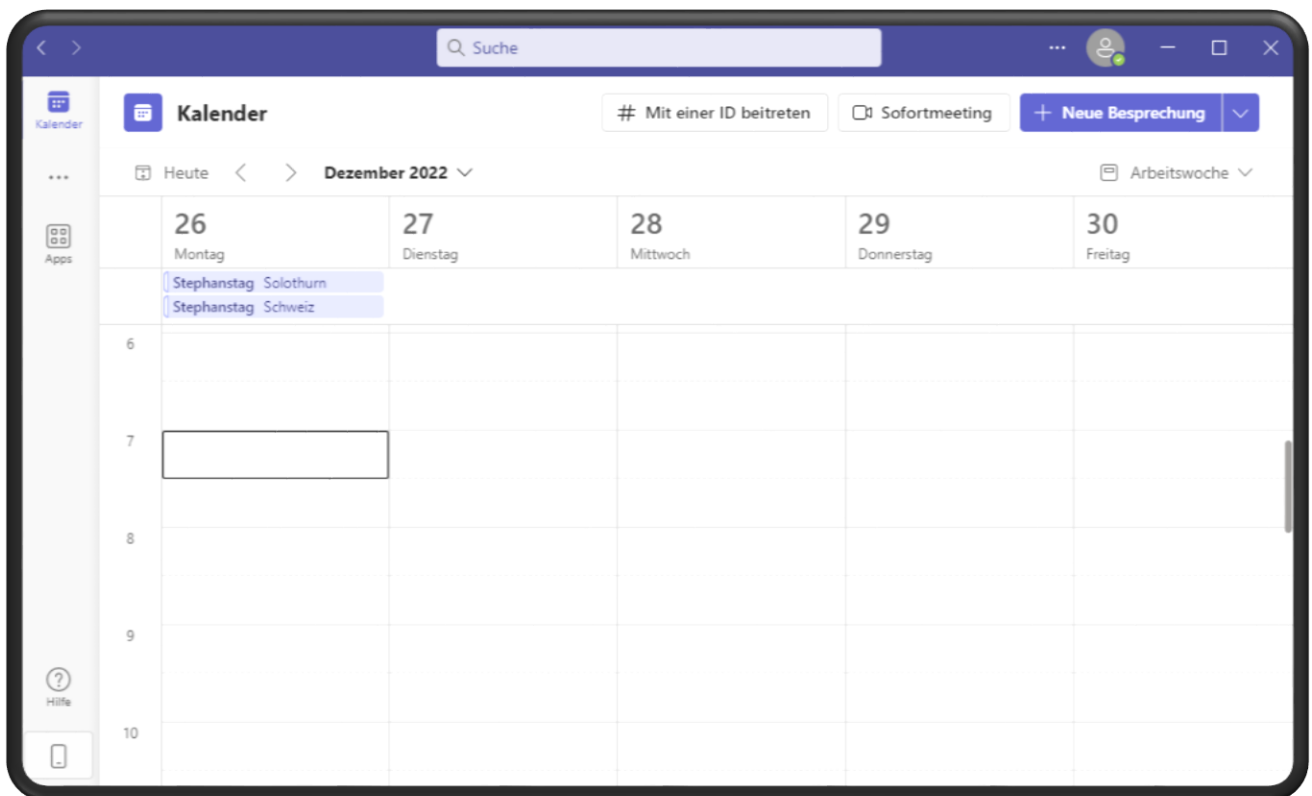 Suche
Kalender
Kalender
# Mit einer ID beitreten
Sofortmeeting
+ Neue Besprechung
Heute
Dezember 2022
Arbeitswoche
Apps
26
Montag
27
Dienstag
28
Mittwoch
29
Donnerstag
30
Freitag
Stephanstag Solothurn
Stephanstag Schweiz
6
7
8
9
10
Hilfe